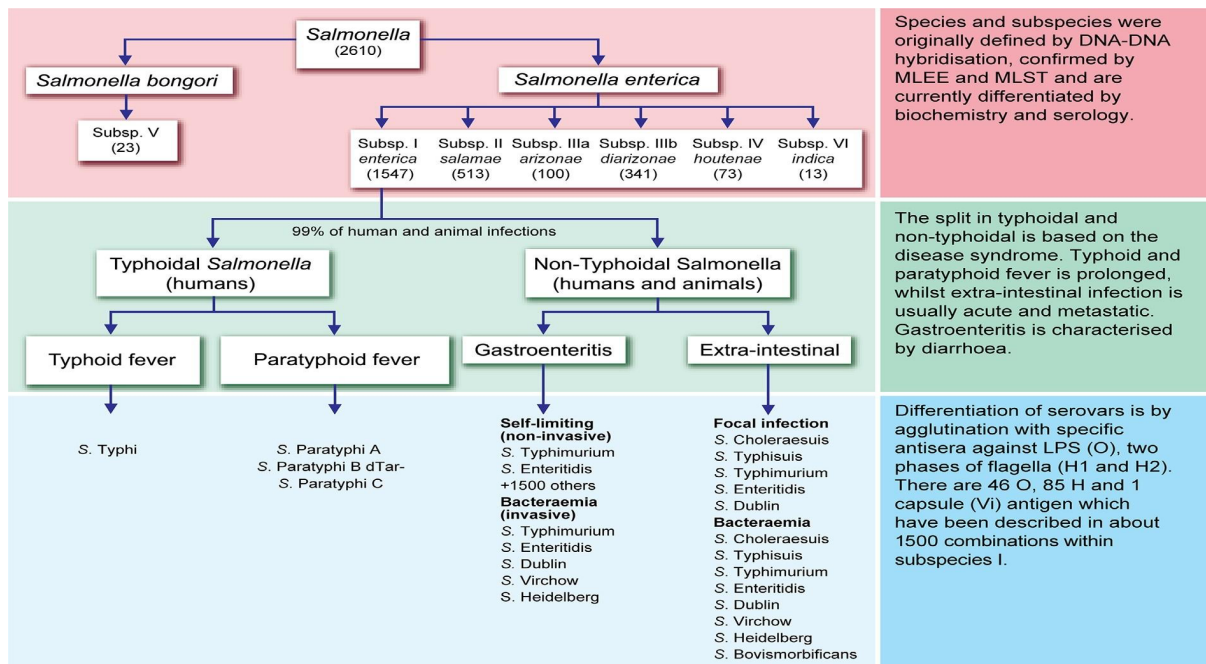 Salmonella
(2610)
Salmonella bongori
Salmonella enterica
Subsp. V
(23)
Subsp. I
enterica
(1547)
Subsp. II
salamae
(513)
Subsp. IIIa
arizonae
(100)
Subsp. IIIb
diarizonae
(341)
Subsp. IV
houtenae
(73)
Subsp. VI
indica
(13)
Species and subspecies were
originally defined by DNA-DNA
hybridisation, confirmed by
MLEE and MLST and are
currently differentiated by
biochemistry and serology.
99% of human and animal infections
Typhoidal Salmonella
(humans)
Non-Typhoidal Salmonella
(humans and animals)
Typhoid fever
Paratyphoid fever
Gastroenteritis
Extra-intestinal
The split in typhoidal and
non-typhoidal is based on the
disease syndrome. Typhoid and
paratyphoid fever is prolonged,
whilst extra-intestinal infection is
usually acute and metastatic.
Gastroenteritis is characterised
by diarrhoea.
S. Typhi
S. Paratyphi A
S. Paratyphi B dTar-
S. Paratyphi C
Self-limiting
(non-invasive)
S. Typhimurium
S. Enteritidis
+1500 others
Bacteraemia
(invasive)
S. Typhimurium
S. Enteritidis
S. Dublin
S. Virchow
S. Heidelberg
Focal infection
S. Choleraesuis
S. Typhisuis
S. Typhimurium
S. Enteritidis
S. Dublin
Bacteraemia
S. Choleraesuis
S. Typhisuis
S. Typhimurium
S. Enteritidis
S. Dublin
S. Virchow
S. Heidelberg
S. Bovismorbificans
Differentiation of serovars is by
agglutination with specific
antisera against LPS (O), two
phases of flagella (H1 and H2).
There are 46 O, 85 H and 1
capsule (Vi) antigen which
have been described in about
1500 combinations within
subspecies I.